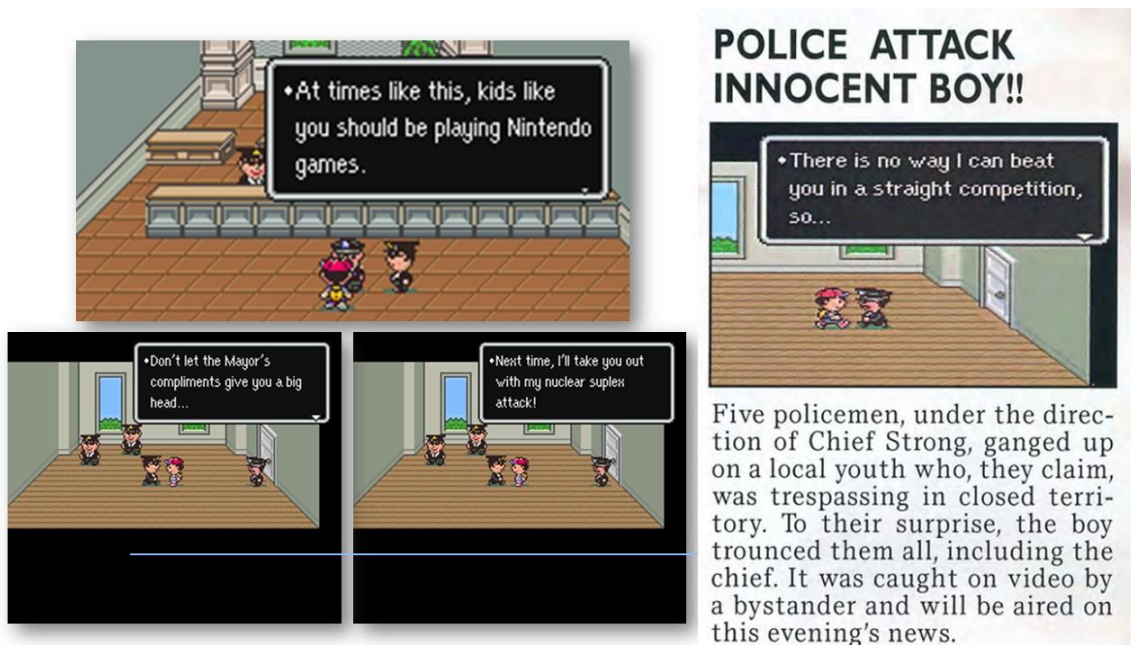 •At times like this, kids like
you should be playing Nintendo
games.
•Don't let the Mayor's
compliments give you a big
head...
•Next time, I'll take you out
with my nuclear suplex
attack!
POLICE ATTACK
INNOCENT BOY!!
•There is no way I can beat
you in a straight competition,
so...
Five policemen, under the direc-
tion of Chief Strong, ganged up
on a local youth who, they claim,
was trespassing in closed terri-
tory. To their surprise, the boy
trounced them all, including the
chief. It was caught on video by
a bystander and will be aired on
this evening's news.